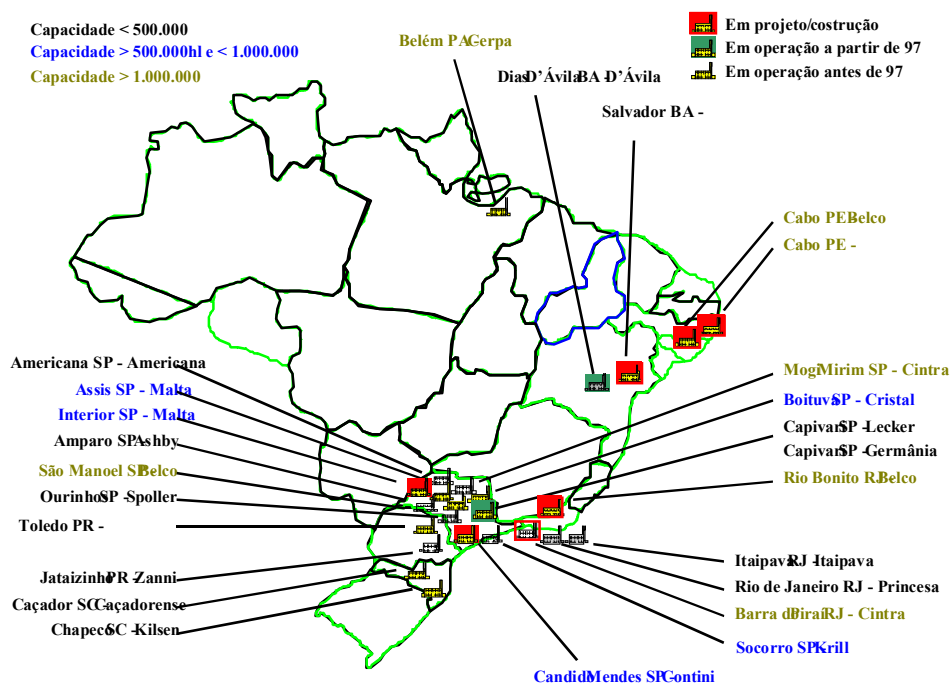 Capacidade < 500.000
Capacidade > 500.000hl e < 1.000.000
Capacidade > 1.000.000
Em projeto/costrução
Em operação a partir de 97
Em operação antes de 97
Belém PA-Cerpa
Dias D'Ávila BA -D'Ávila
Salvador BA -
Cabo PE-Belco
Cabo PE -
Americana SP - Americana
Assis SP - Malta
Interior SP - Malta
Amparo SP-Ashby
São Manoel SP-Belco
Ourinhos SP -Spoller
Toledo PR -
Jataizinho PR -Zanni
Caçador SC-Caçadorense
Chapecó SC -Kilsen
Mogi Mirim SP - Cintra
Boituva SP - Cristal
Capivari SP -Lecker
Capivari SP -Germânia
Rio Bonito RJ-Belco
Itaipava RJ -Itaipava
Rio de Janeiro RJ - Princesa
Barra do Piraí RJ - Cintra
Socorro SP-Krill
Candido Mendes SP-Gontini